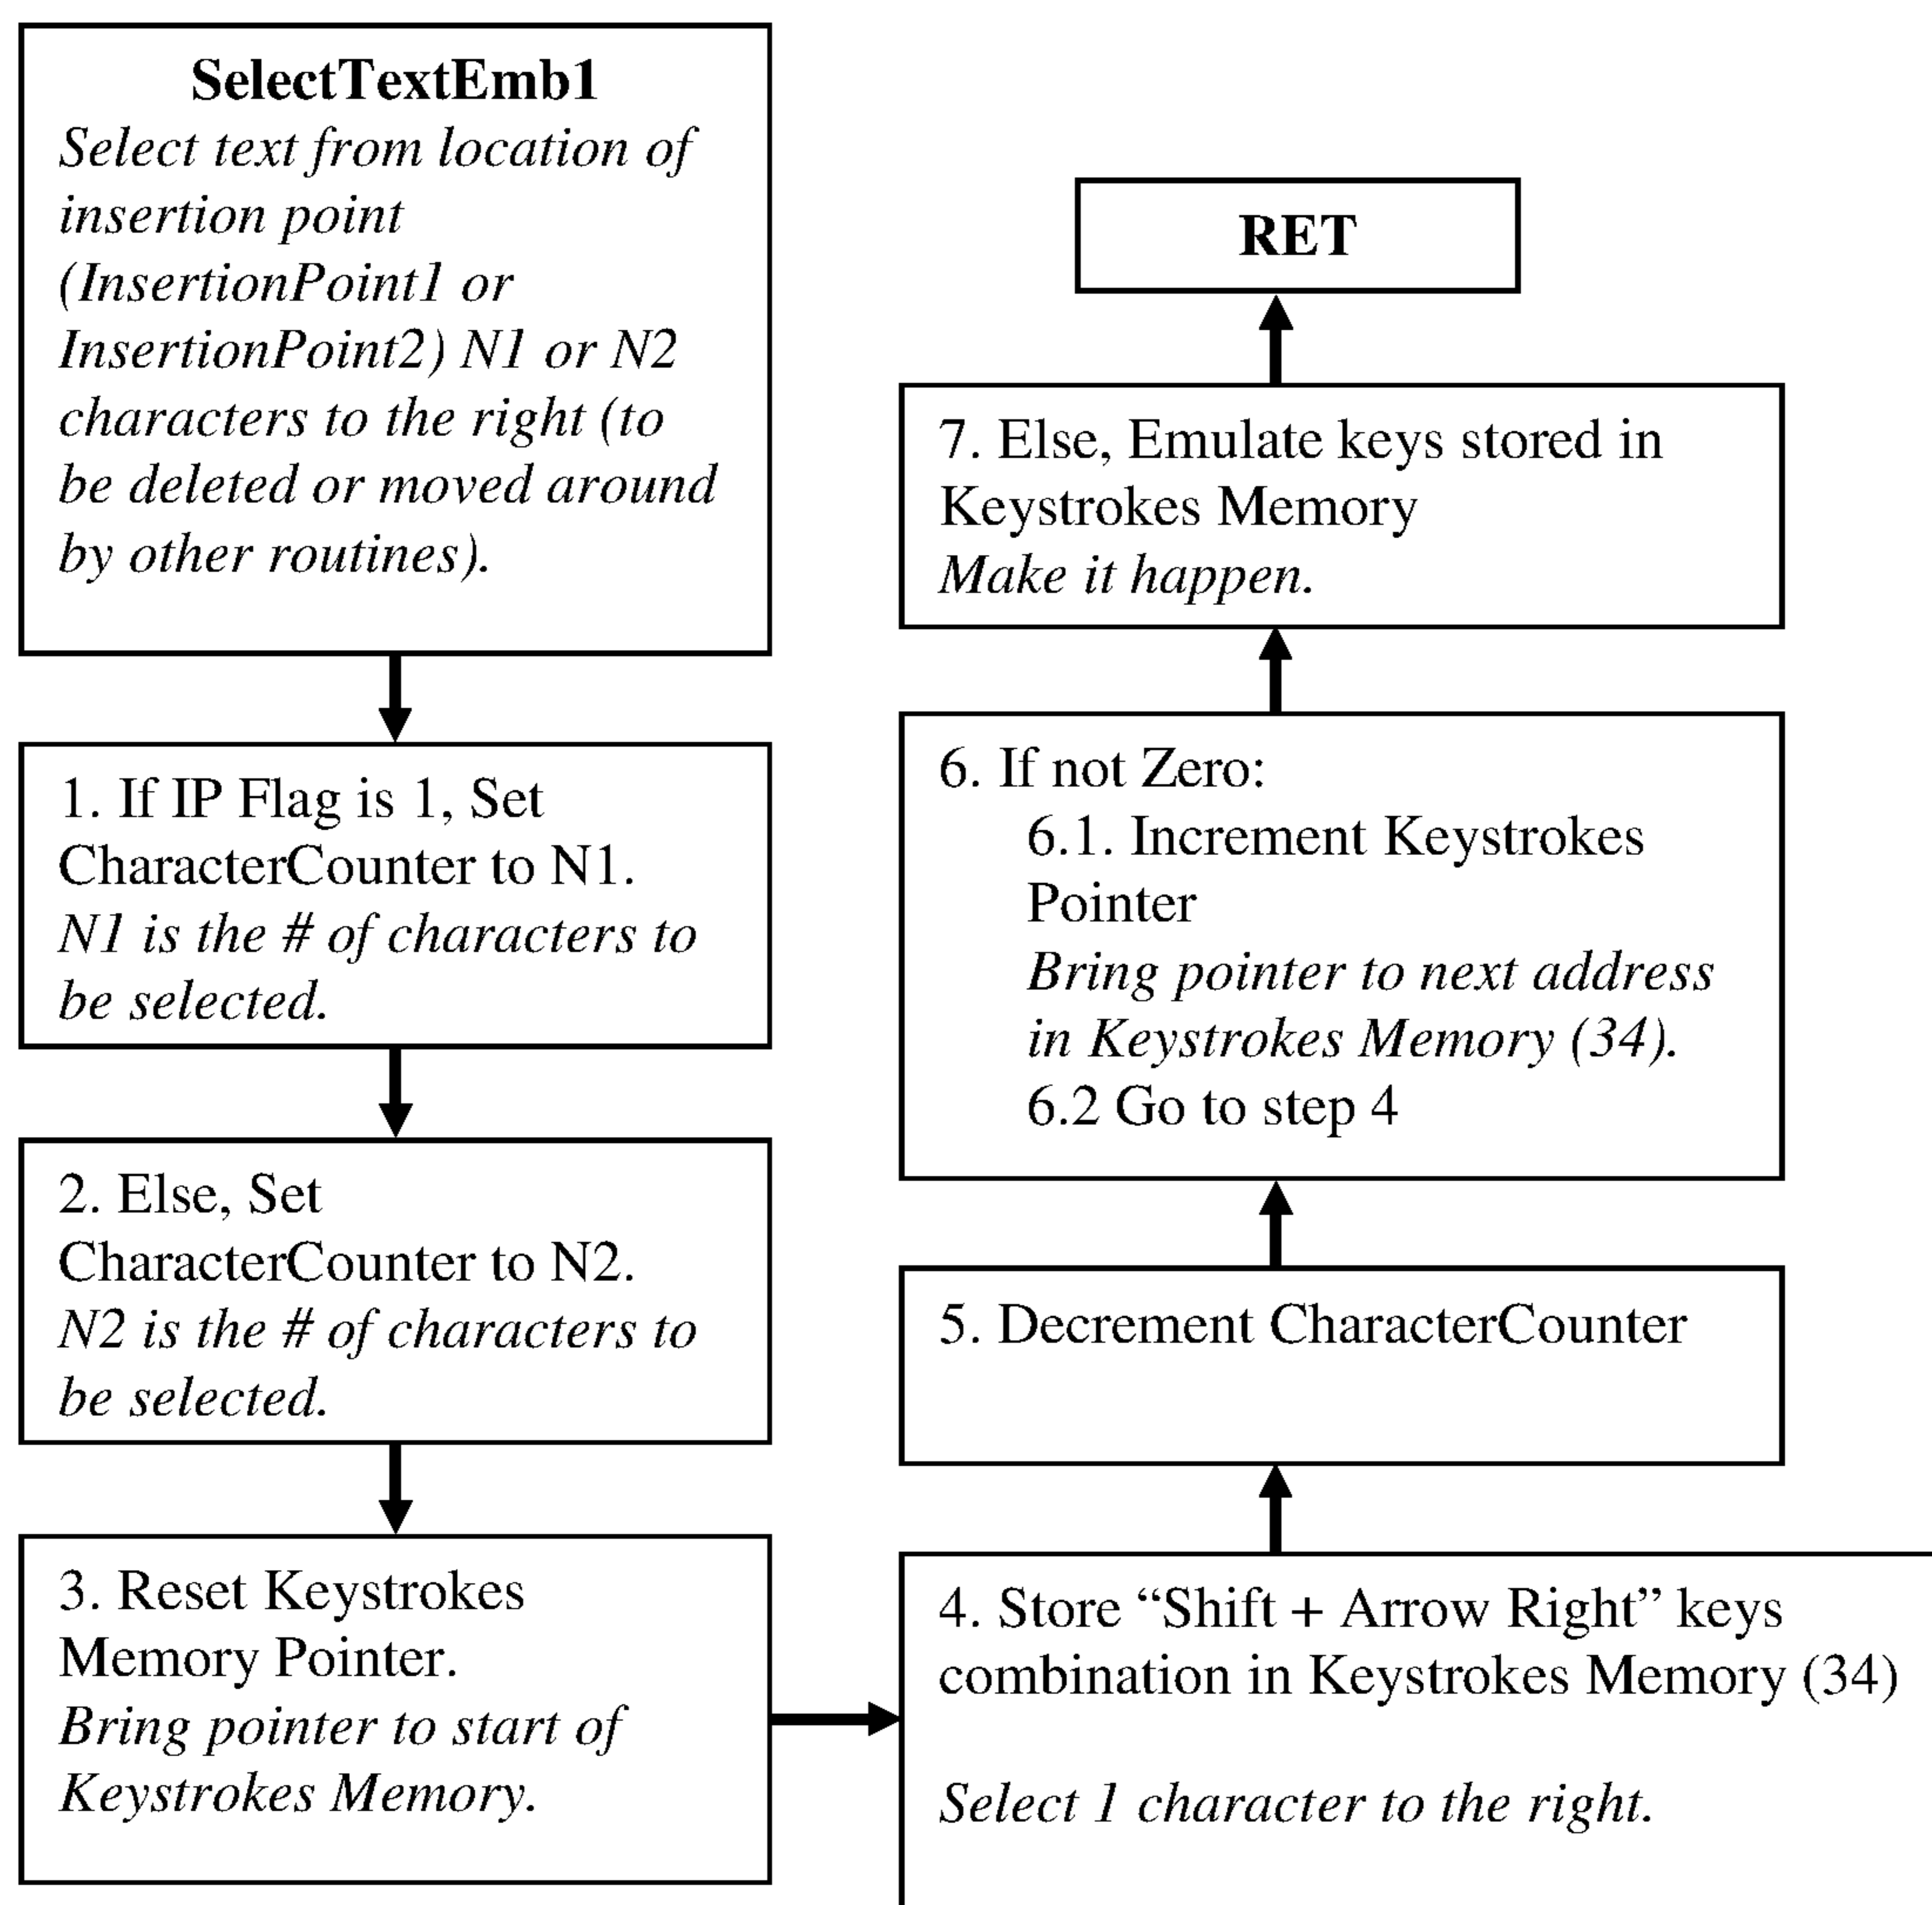 SelectTextEmb1
Select text from location of
insertion point
(InsertionPoint1 or
InsertionPoint2) N1 or N2
characters to the right (to
be deleted or moved around
by other routines).
1. If IP Flag is 1, Set
CharacterCounter to N1.
N1 is the # of characters to
be selected.
2. Else, Set
CharacterCounter to N2.
N2 is the # of characters to
be selected.
3. Reset Keystrokes
Memory Pointer.
Bring pointer to start of
Keystrokes Memory.
4. Store “Shift + Arrow Right” keys
combination in Keystrokes Memory (34)
Select 1 character to the right.
5. Decrement CharacterCounter
6. If not Zero:
6.1. Increment Keystrokes
Pointer
Bring pointer to next address
in Keystrokes Memory (34).
6.2 Go to step 4
7. Else, Emulate keys stored in
Keystrokes Memory
Make it happen.
RET